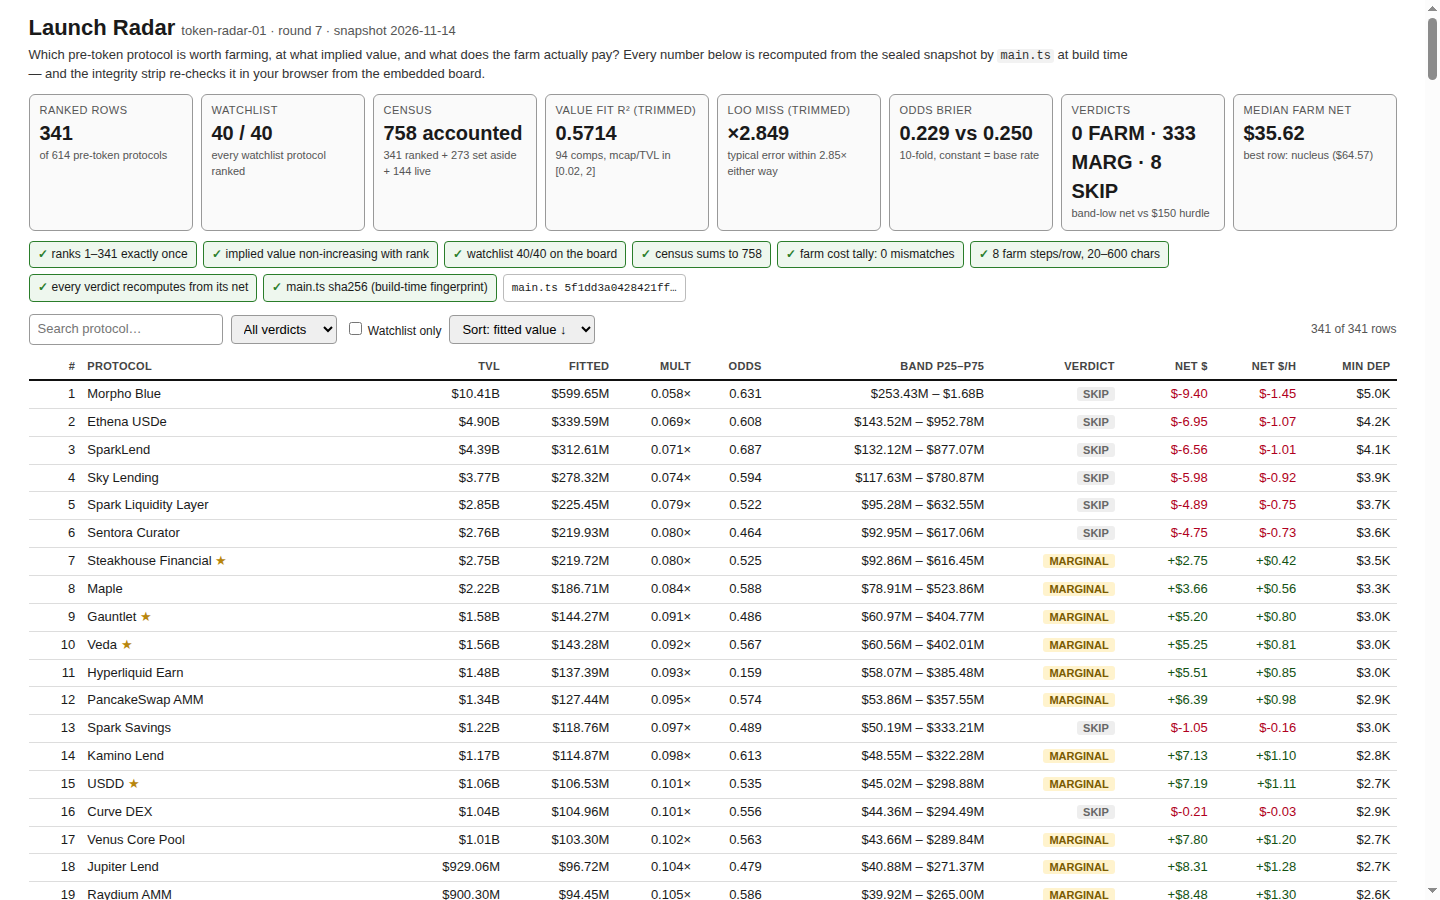 Launch Radar token-radar-01 · round 7 · snapshot 2026-11-14
Which pre-token protocol is worth farming, at what implied value, and what does the farm actually pay? Every number below is recomputed from the sealed snapshot by main.ts at build time
— and the integrity strip re-checks it in your browser from the embedded board.
RANKED ROWS
341
of 614 pre-token protocols
WATCHLIST
40 / 40
every watchlist protocol
ranked
CENSUS
758 accounted
341 ranked + 273 set aside
+ 144 live
VALUE FIT R² (TRIMMED)
0.5714
94 comps, mcap/TVL in
[0.02, 2]
LOO MISS (TRIMMED)
×2.849
typical error within 2.85×
either way
ODDS BRIER
0.229 vs 0.250
10-fold, constant = base rate
VERDICTS
0 FARM · 333
MARG · 8
SKIP
band-low net vs $150 hurdle
MEDIAN FARM NET
$35.62
best row: nucleus ($64.57)
✓ ranks 1–341 exactly once ✓ implied value non-increasing with rank ✓ watchlist 40/40 on the board ✓ census sums to 758 ✓ farm cost tally: 0 mismatches ✓ 8 farm steps/row, 20–600 chars
✓ every verdict recomputes from its net ✓ main.ts sha256 (build-time fingerprint) main.ts 5f1dd3a0428421ff…
Search protocol… All verdicts Watchlist only Sort: fitted value ↓ 341 of 341 rows
# PROTOCOL TVL FITTED MULT ODDS BAND P25–P75 VERDICT NET $ NET $/H MIN DEP
1 Morpho Blue $10.41B $599.65M 0.058× 0.631 $253.43M – $1.68B SKIP $-9.40 $-1.45 $5.0K
2 Ethena USDe $4.90B $339.59M 0.069× 0.608 $143.52M – $952.78M SKIP $-6.95 $-1.07 $4.2K
3 SparkLend $4.39B $312.61M 0.071× 0.687 $132.12M – $877.07M SKIP $-6.56 $-1.01 $4.1K
4 Sky Lending $3.77B $278.32M 0.074× 0.594 $117.63M – $780.87M SKIP $-5.98 $-0.92 $3.9K
5 Spark Liquidity Layer $2.85B $225.45M 0.079× 0.522 $95.28M – $632.55M SKIP $-4.89 $-0.75 $3.7K
6 Sentora Curator $2.76B $219.93M 0.080× 0.464 $92.95M – $617.06M SKIP $-4.75 $-0.73 $3.6K
7 Steakhouse Financial ★ $2.75B $219.72M 0.080× 0.525 $92.86M – $616.45M MARGINAL +$2.75 +$0.42 $3.5K
8 Maple $2.22B $186.71M 0.084× 0.588 $78.91M – $523.86M MARGINAL +$3.66 +$0.56 $3.3K
9 Gauntlet ★ $1.58B $144.27M 0.091× 0.486 $60.97M – $404.77M MARGINAL +$5.20 +$0.80 $3.0K
10 Veda ★ $1.56B $143.28M 0.092× 0.567 $60.56M – $402.01M MARGINAL +$5.25 +$0.81 $3.0K
11 Hyperliquid Earn $1.48B $137.39M 0.093× 0.159 $58.07M – $385.48M MARGINAL +$5.51 +$0.85 $3.0K
12 PancakeSwap AMM $1.34B $127.44M 0.095× 0.574 $53.86M – $357.55M MARGINAL +$6.39 +$0.98 $2.9K
13 Spark Savings $1.22B $118.76M 0.097× 0.489 $50.19M – $333.21M SKIP $-1.05 $-0.16 $3.0K
14 Kamino Lend $1.17B $114.87M 0.098× 0.613 $48.55M – $322.28M MARGINAL +$7.13 +$1.10 $2.8K
15 USDD ★ $1.06B $106.53M 0.101× 0.535 $45.02M – $298.88M MARGINAL +$7.19 +$1.11 $2.7K
16 Curve DEX $1.04B $104.96M 0.101× 0.556 $44.36M – $294.49M SKIP $-0.21 $-0.03 $2.9K
17 Venus Core Pool $1.01B $103.30M 0.102× 0.563 $43.66M – $289.84M MARGINAL +$7.80 +$1.20 $2.7K
18 Jupiter Lend $929.06M $96.72M 0.104× 0.479 $40.88M – $271.37M MARGINAL +$8.31 +$1.28 $2.7K
19 Raydium AMM $900.30M $94.45M 0.105× 0.586 $39.92M – $265.00M MARGINAL +$8.48 +$1.30 $2.6K